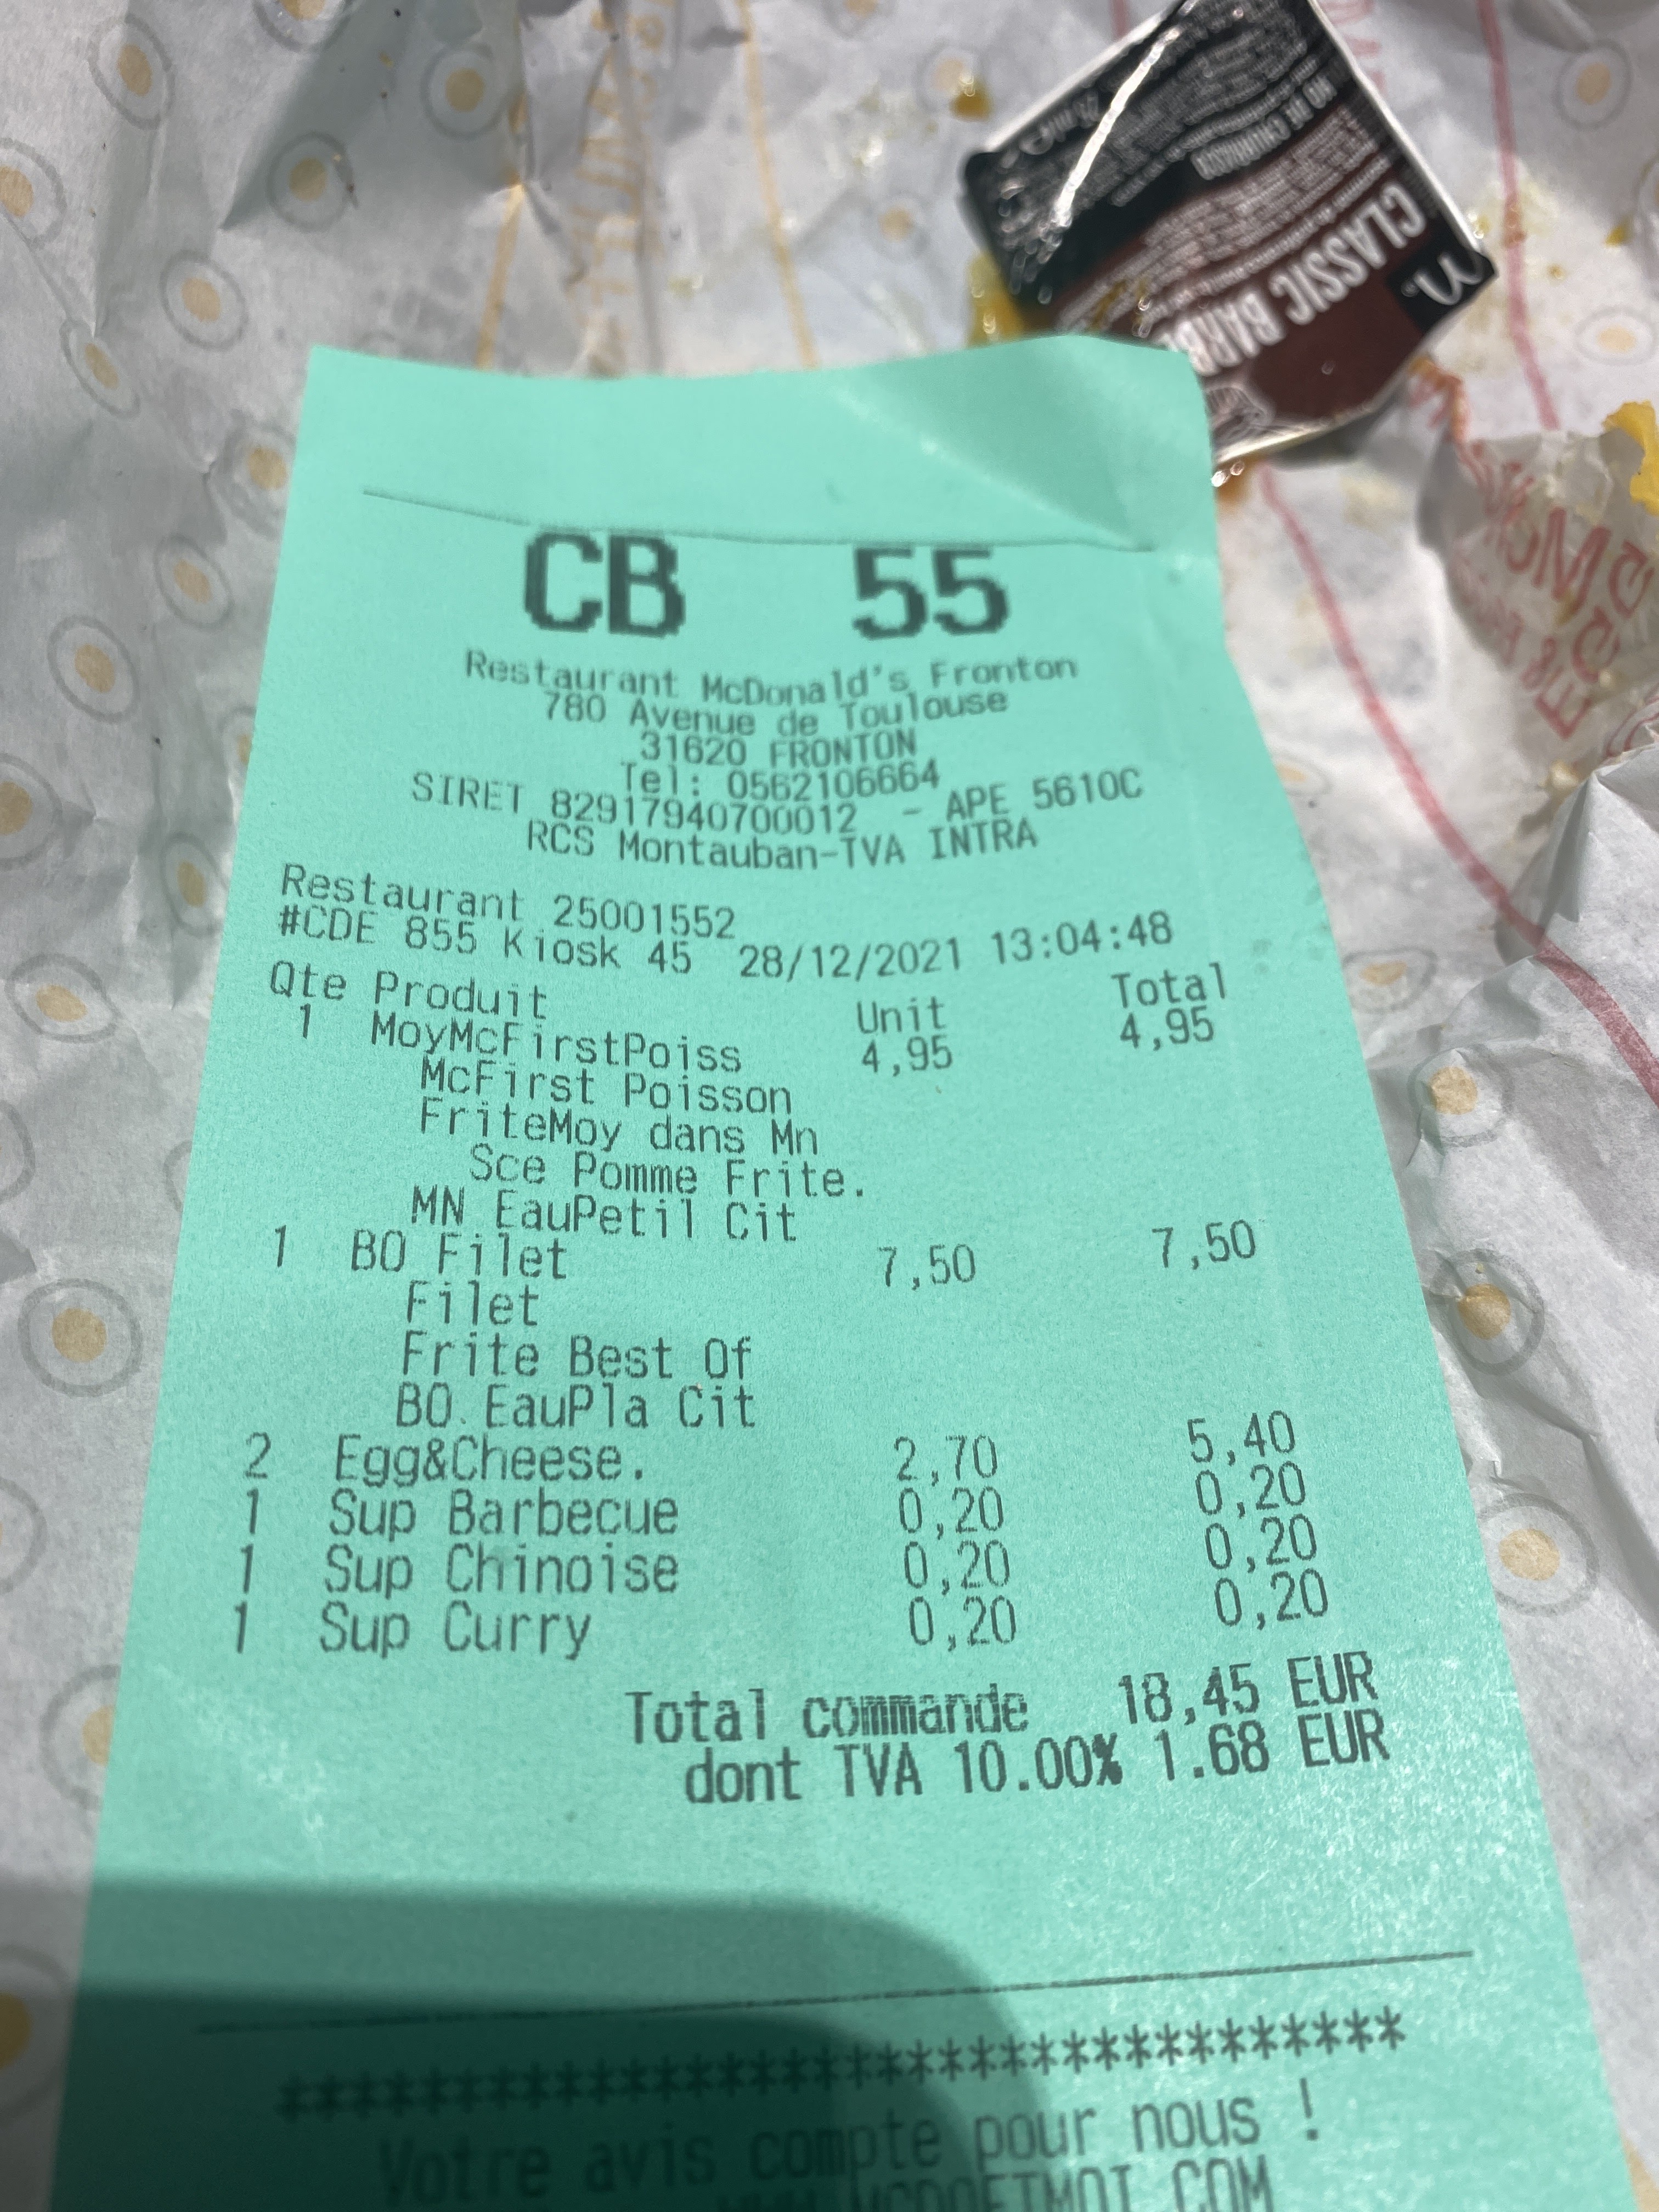 CLASSIC
CB 55
Restaurant McDonald's Fronton
780 Avenue de Toulouse
31620 FRONTON
Tel: 0562106664
SIRET 82917940700012 - APE 5610C
RCS Montauban-TVA INTRA
Restaurant 25001552
#CDE 855 Kiosk 45 28/12/2021 13:04:48
Qte Produit Unit Total
1 MoyMcFirstPoiss 4,95 4,95
McFirst Poisson
FriteMoy dans Mn
Sce Pomme Frite.
MN EauPetil Cit
1 BO Filet 7,50 7,50
Filet
Frite Best Of
BO EauPla Cit
2 Egg&Cheese. 2,70 5,40
1 Sup Barbecue 0,20 0,20
1 Sup Chinoise 0,20 0,20
1 Sup Curry 0,20 0,20
Total commande 18,45 EUR
dont TVA 10.00% 1.68 EUR
*********************************
Votre avis compte pour nous !